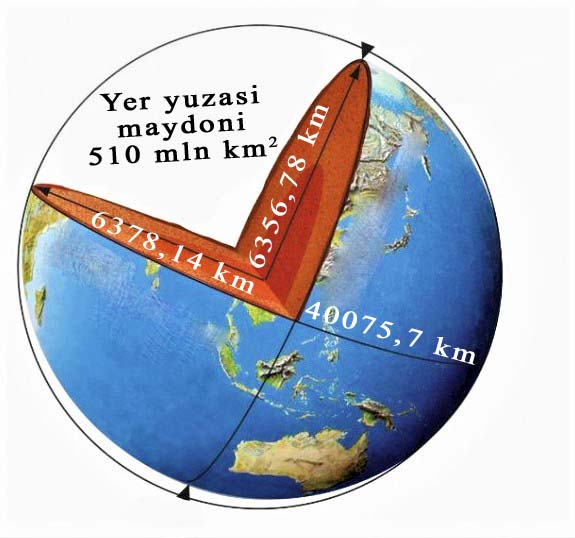 Yer yuzasi
maydoni
510 mln km²
6356,78 km
6378,14 km
40075,7 km